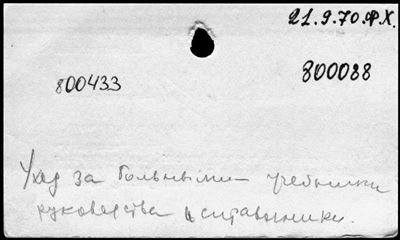 21.9.70.Ф.Х.
800433 800088
Уход за больными — учебники
руководства и справочники.